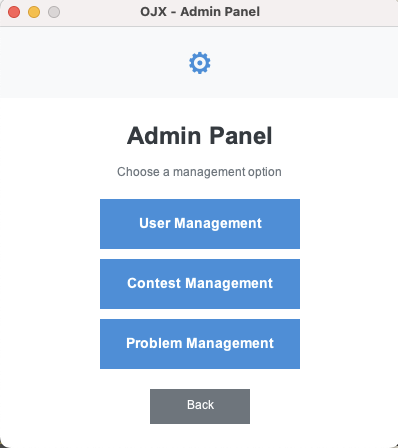 OJX - Admin Panel
Admin Panel
Choose a management option
User Management
Contest Management
Problem Management
Back